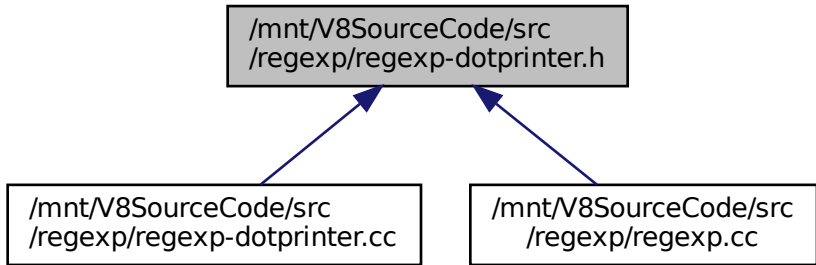 /mnt/V8SourceCode/src
/regexp/regexp-dotprinter.h
/mnt/V8SourceCode/src
/regexp/regexp-dotprinter.cc
/mnt/V8SourceCode/src
/regexp/regexp.cc